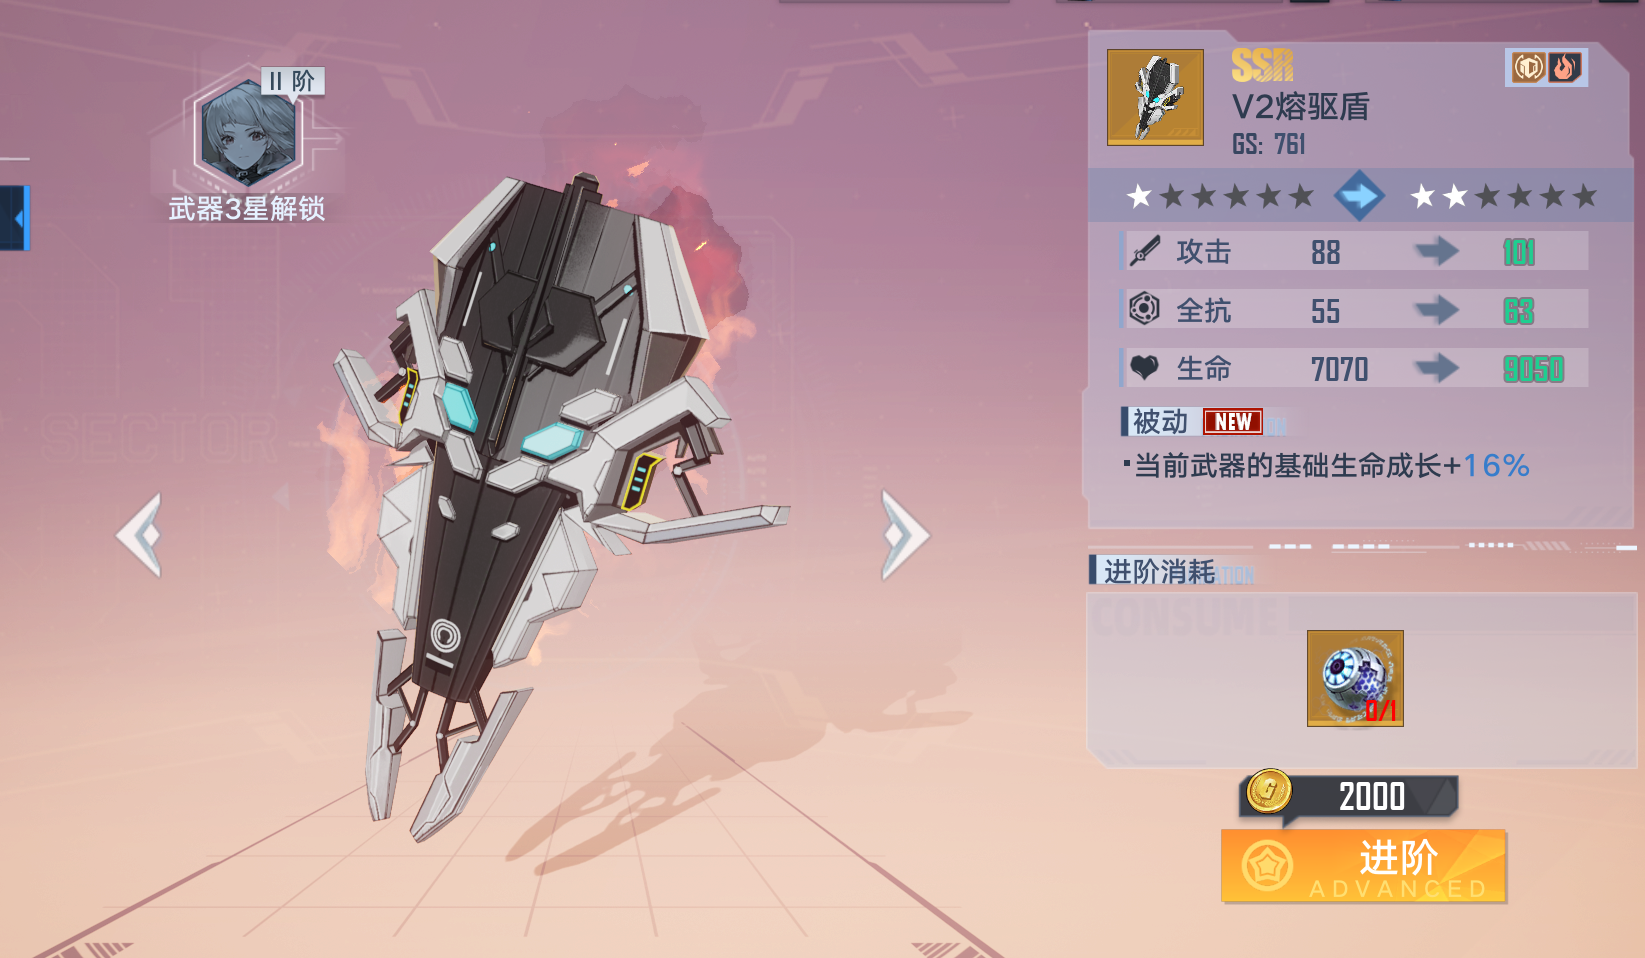 II 阶
武器3星解锁
SECTOR
SSR
V2熔驱盾
GS: 761
攻击 88 101
全抗 55 63
生命 7070 9050
被动 NEW
·当前武器的基础生命成长+16%
进阶消耗
CONSUME
0/1
2000
进阶
ADVANCED